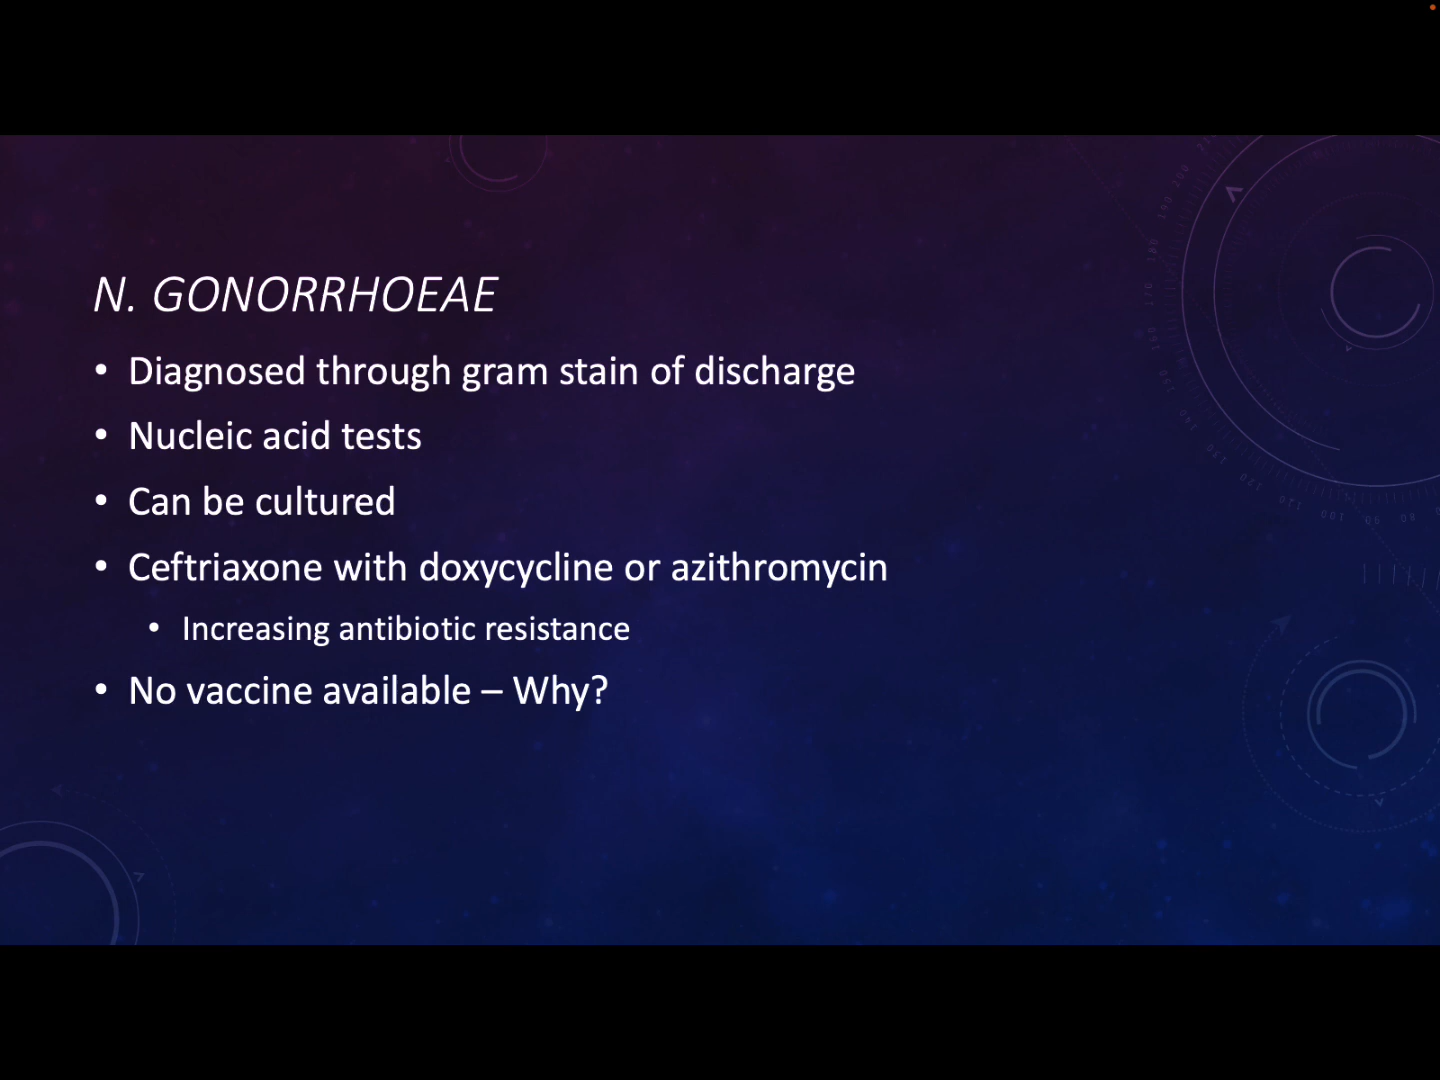 N. GONORRHOEAE
• Diagnosed through gram stain of discharge
• Nucleic acid tests
• Can be cultured
• Ceftriaxone with doxycycline or azithromycin
• Increasing antibiotic resistance
• No vaccine available – Why?